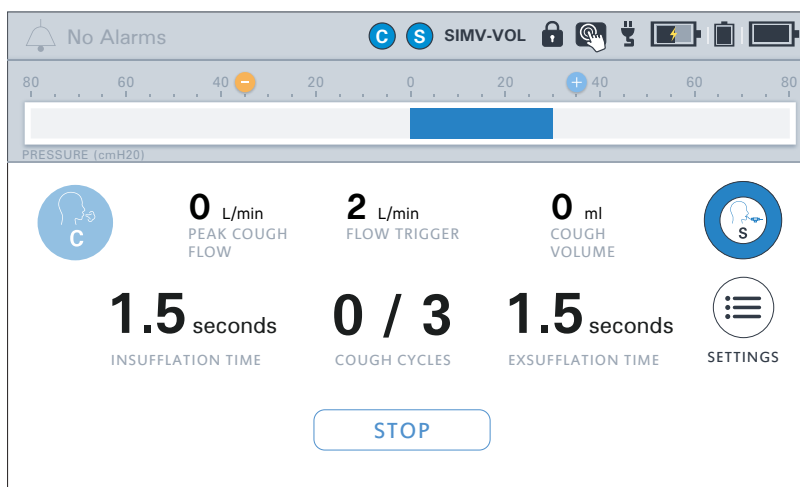 No Alarms C S SIMV-VOL
80 60 40 − 20 0 20 + 40 60 80
PRESSURE (cmH20)
0 L/min
PEAK COUGH
FLOW
2 L/min
FLOW TRIGGER
0 ml
COUGH
VOLUME
C
S
1.5 seconds
INSUFFLATION TIME
0 / 3
COUGH CYCLES
1.5 seconds
EXSUFFLATION TIME
SETTINGS
STOP